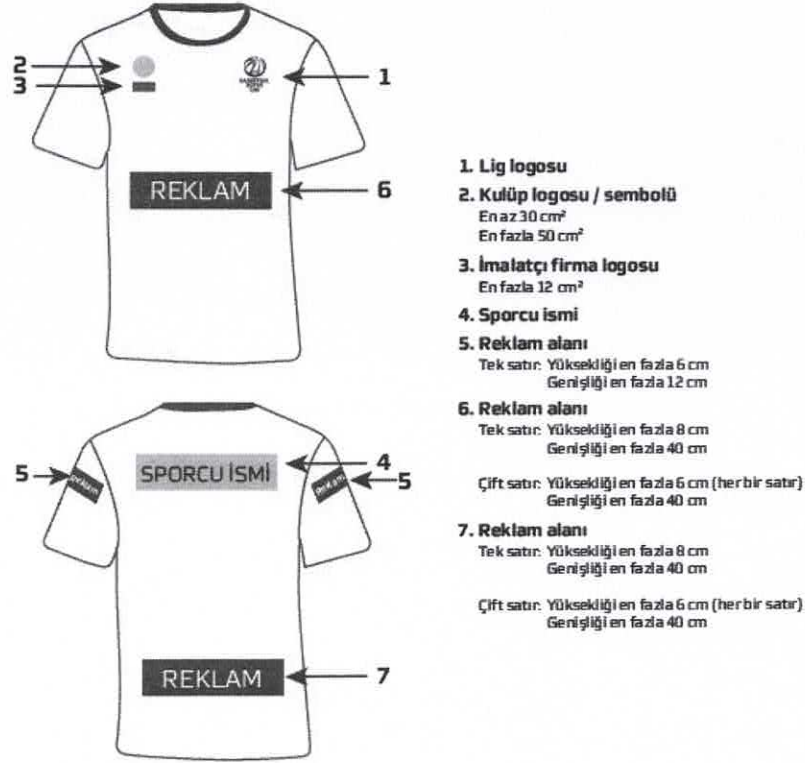 2
3
1
REKLAM
6
1. Lig logosu
2. Kulüp logosu / sembolü
En az 30 cm²
En fazla 50 cm²
3. İmalatçı firma logosu
En fazla 12 cm²
4. Sporcu ismi
5. Reklam alanı
Tek satır: Yüksekliği en fazla 6 cm
Genişliği en fazla 12 cm
6. Reklam alanı
Tek satır: Yüksekliği en fazla 8 cm
Genişliği en fazla 40 cm
Çift satır: Yüksekliği en fazla 6 cm (her bir satır)
Genişliği en fazla 40 cm
7. Reklam alanı
Tek satır: Yüksekliği en fazla 8 cm
Genişliği en fazla 40 cm
Çift satır: Yüksekliği en fazla 6 cm (her bir satır)
Genişliği en fazla 40 cm
5
reklam
SPORCU İSMİ
4
reklam
5
REKLAM
7